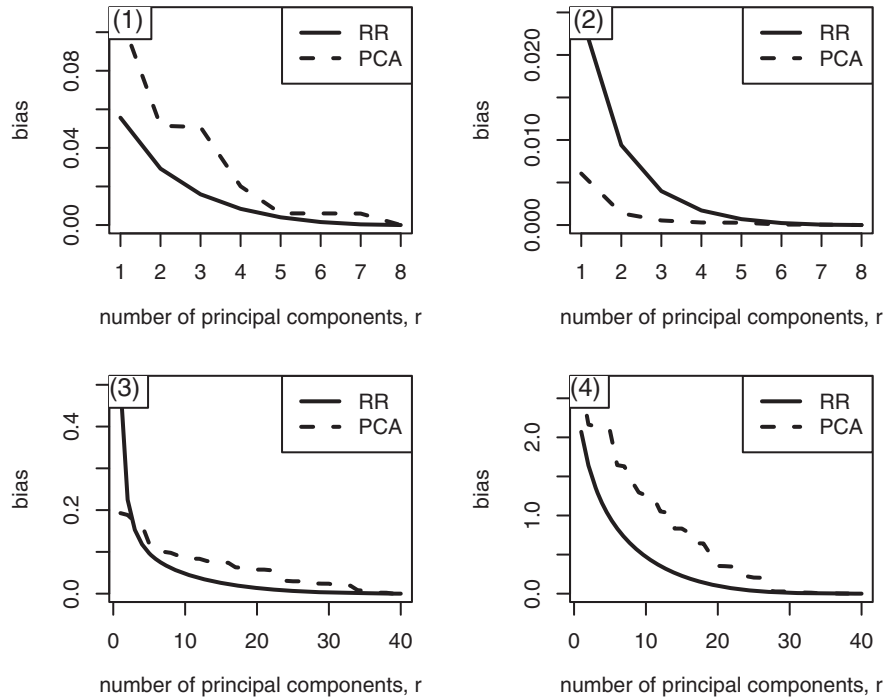 (1)
RR
PCA
bias
0.00 0.04 0.08
1 2 3 4 5 6 7 8
number of principal components, r
(2)
RR
PCA
bias
0.000 0.010 0.020
1 2 3 4 5 6 7 8
number of principal components, r
(3)
RR
PCA
bias
0.0 0.2 0.4
0 10 20 30 40
number of principal components, r
(4)
RR
PCA
bias
0.0 1.0 2.0
0 10 20 30 40
number of principal components, r